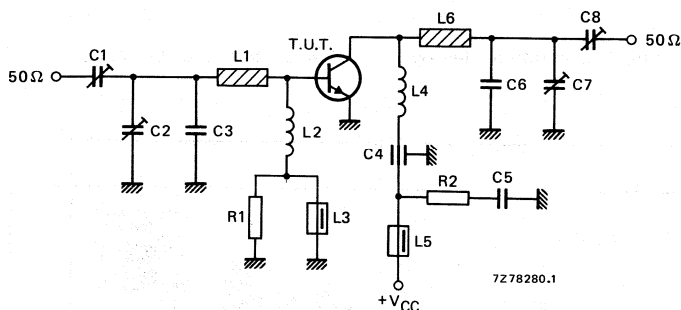 T.U.T.
L6
C8
50Ω
50Ω
C1
L1
C2
C3
L2
L4
C6
C7
C4
R2
C5
R1
L3
L5
7Z78280.1
+VCC